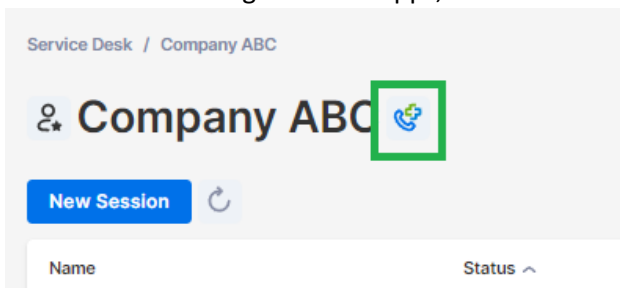 Service Desk / Company ABC
Company ABC
New Session
Name Status